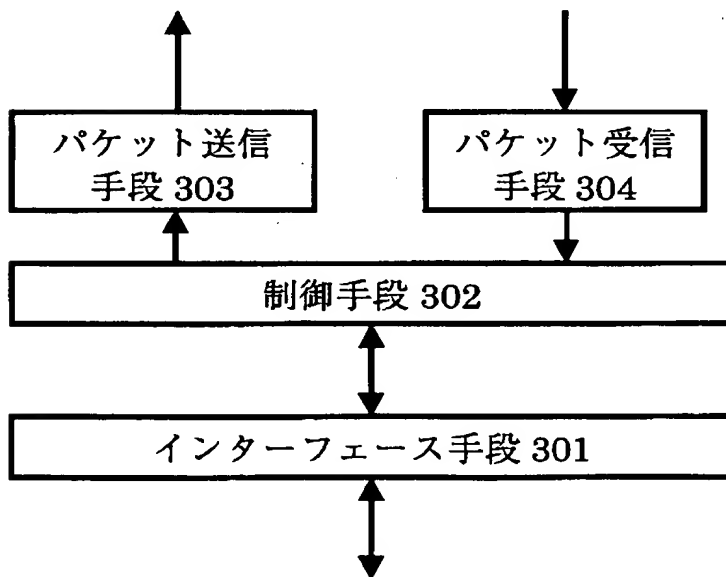 パケット送信
手段 303
パケット受信
手段 304
制御手段 302
インターフェース手段 301